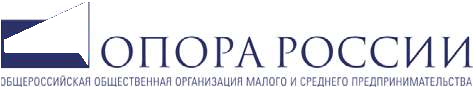 ОПОРА РОССИИ
ОБЩЕРОССИЙСКАЯ ОБЩЕСТВЕННАЯ ОРГАНИЗАЦИЯ МАЛОГО И СРЕДНЕГО ПРЕДПРИНИМАТЕЛЬСТВА